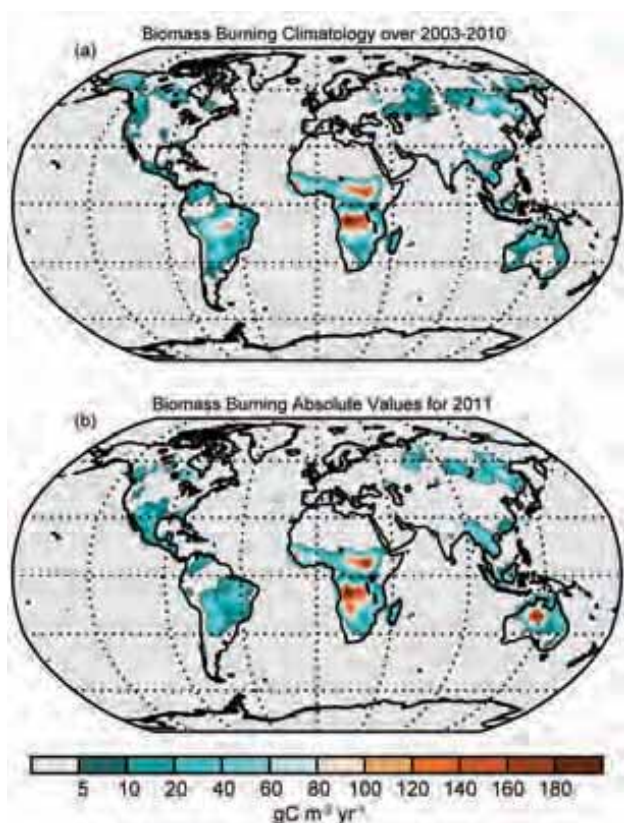 Biomass Burning Climatology over 2003-2010
(a)
Biomass Burning Absolute Values for 2011
(b)
5 10 20 40 60 80 100 120 140 160 180
gC m⁻² yr⁻¹